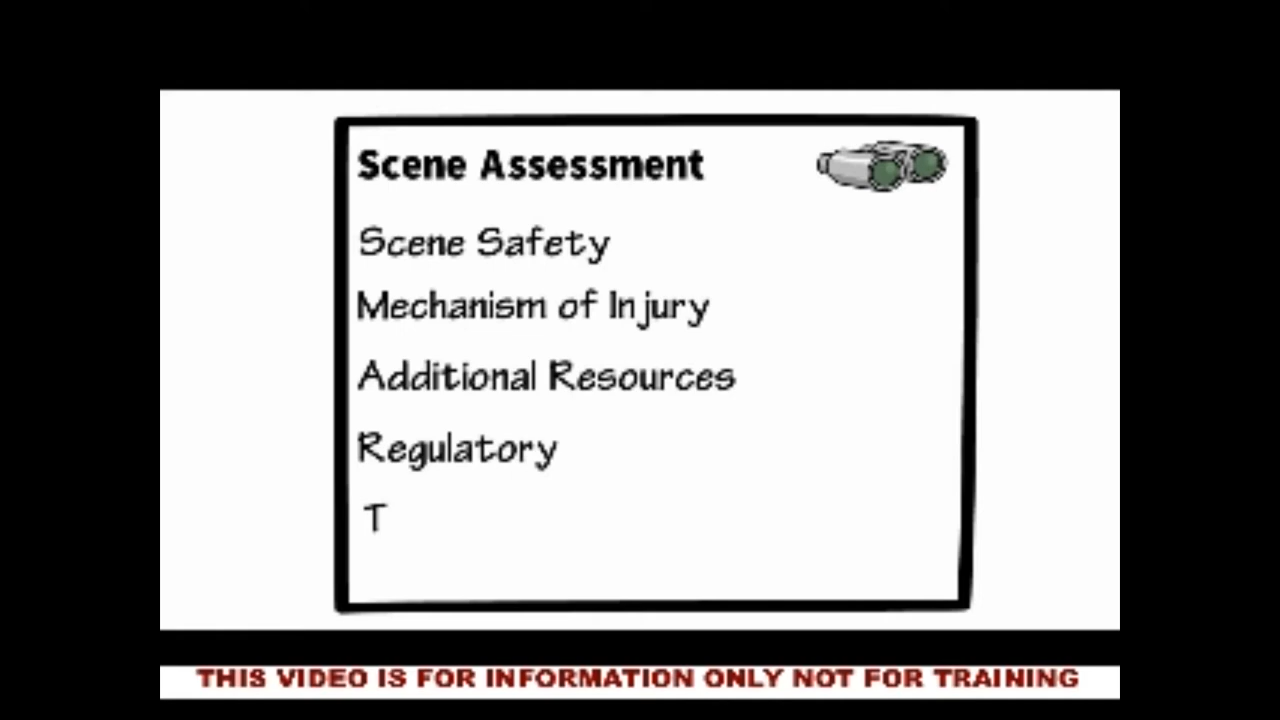 Scene Assessment
Scene Safety
Mechanism of Injury
Additional Resources
Regulatory
T
THIS VIDEO IS FOR INFORMATION ONLY NOT FOR TRAINING